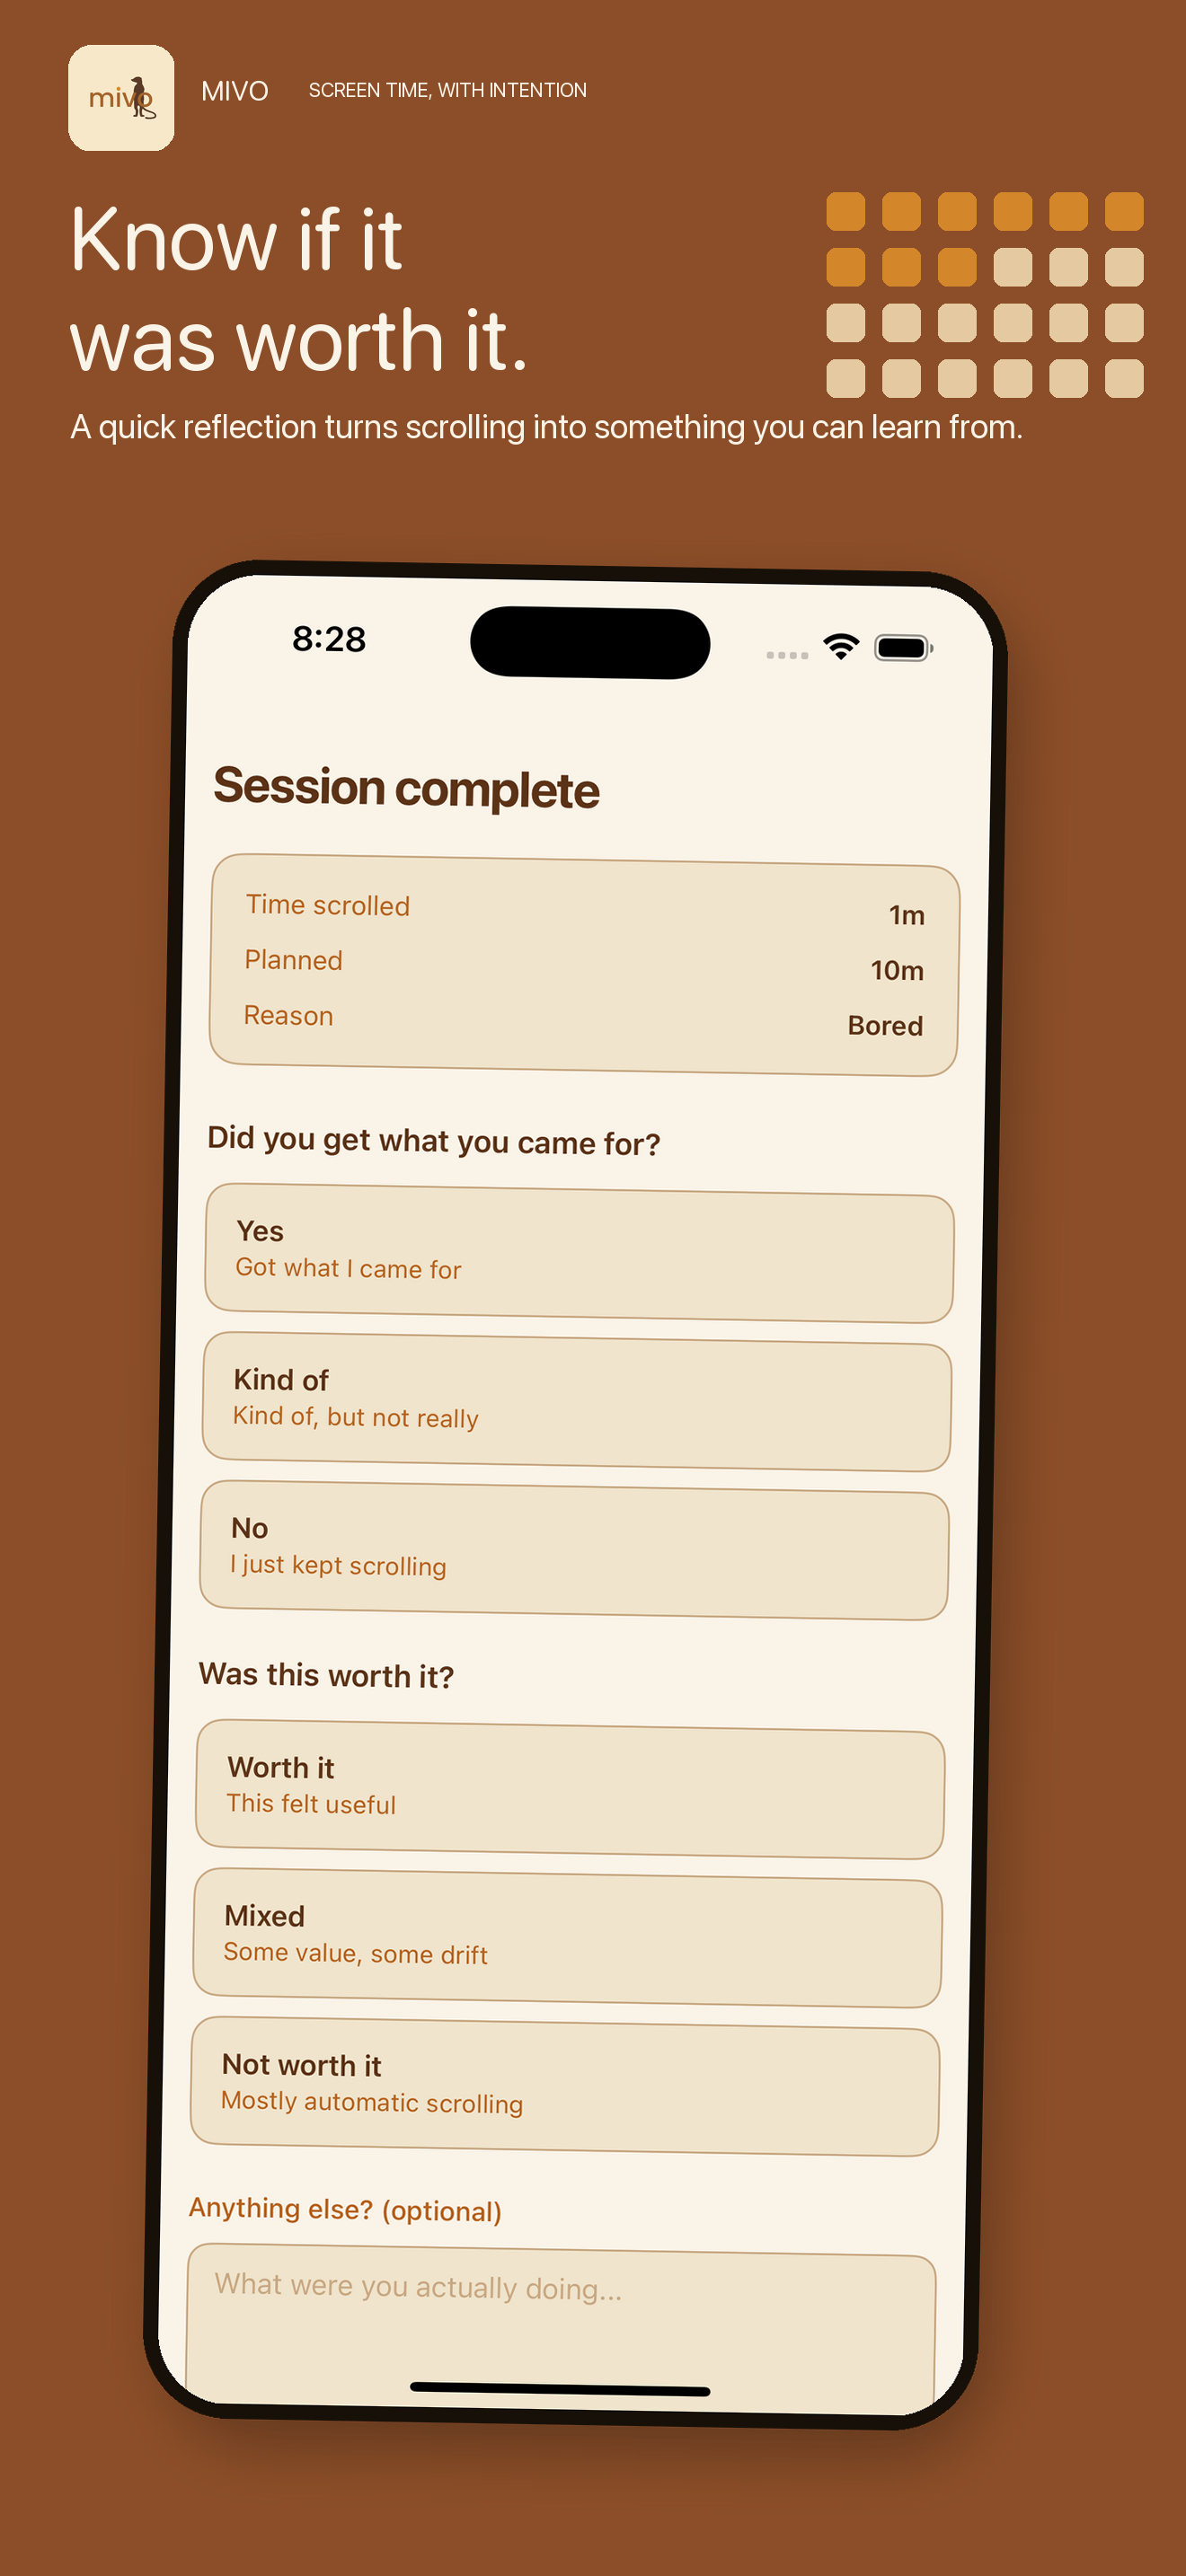 mivo
MIVO
SCREEN TIME, WITH INTENTION
Know if it
was worth it.
A quick reflection turns scrolling into something you can learn from.
8:28
Session complete
Time scrolled 1m
Planned 10m
Reason Bored
Did you get what you came for?
Yes
Got what I came for
Kind of
Kind of, but not really
No
I just kept scrolling
Was this worth it?
Worth it
This felt useful
Mixed
Some value, some drift
Not worth it
Mostly automatic scrolling
Anything else? (optional)
What were you actually doing...